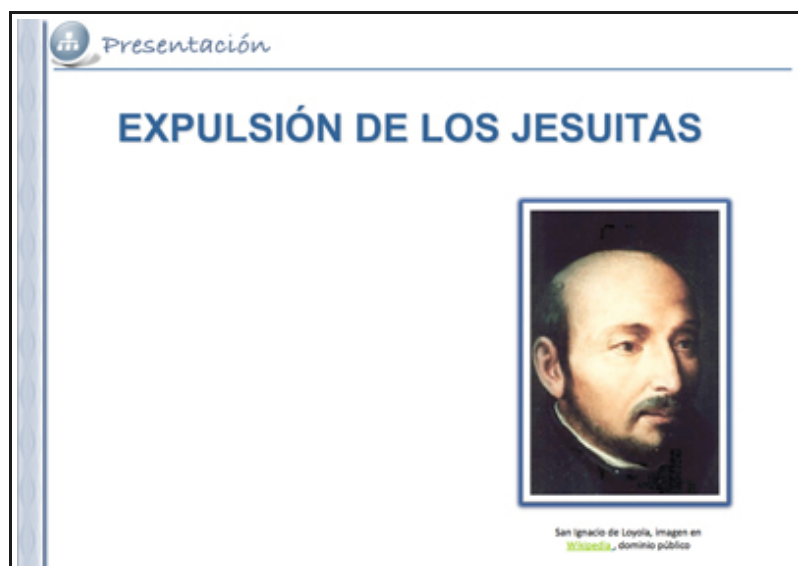 Presentación
EXPULSIÓN DE LOS JESUITAS
San Ignacio de Loyola, imagen en
Wikipedia , dominio público